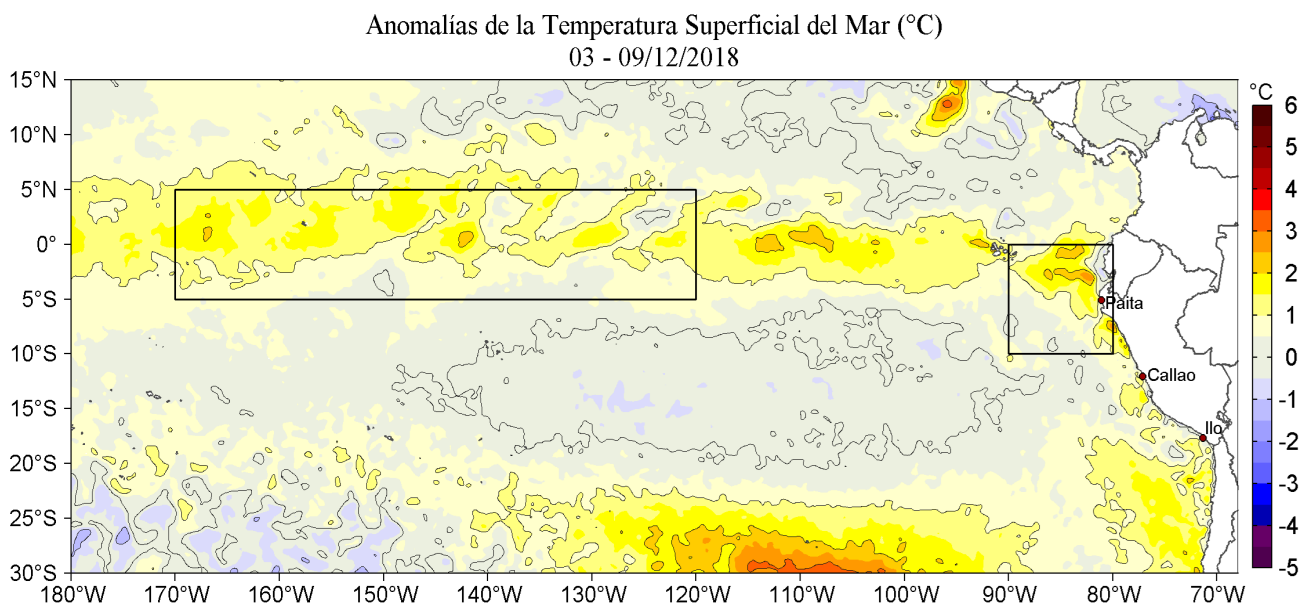 Anomalías de la Temperatura Superficial del Mar (°C)
03 - 09/12/2018
15°N
10°N
5°N
0°
5°S
10°S
15°S
20°S
25°S
30°S
180°W
170°W
160°W
150°W
140°W
130°W
120°W
110°W
100°W
90°W
80°W
70°W
Paita
Callao
Ilo
°C
6
5
4
3
2
1
0
-1
-2
-3
-4
-5